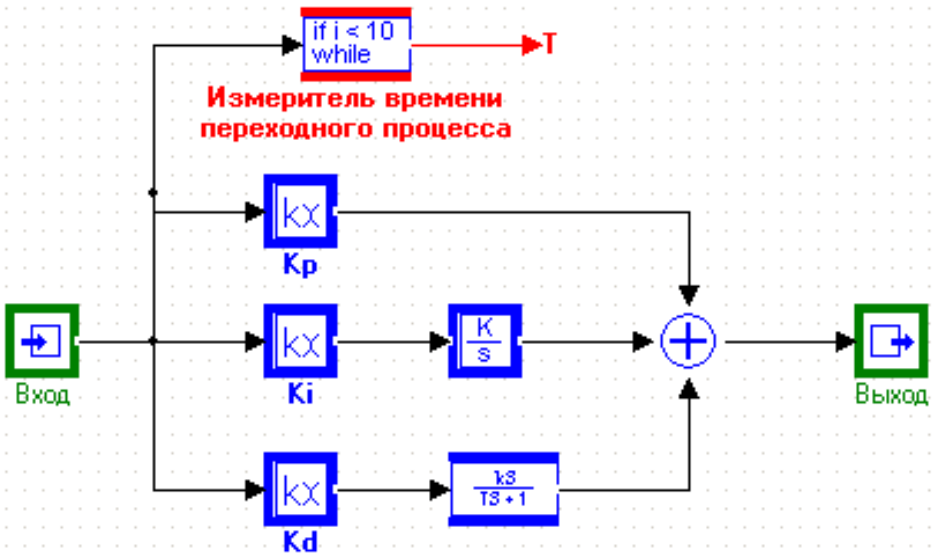 if i < 10
while
T
Измеритель времени
переходного процесса
kx
Kp
Вход
kx
Ki
K
s
Выход
kx
Kd
kS
TS + 1